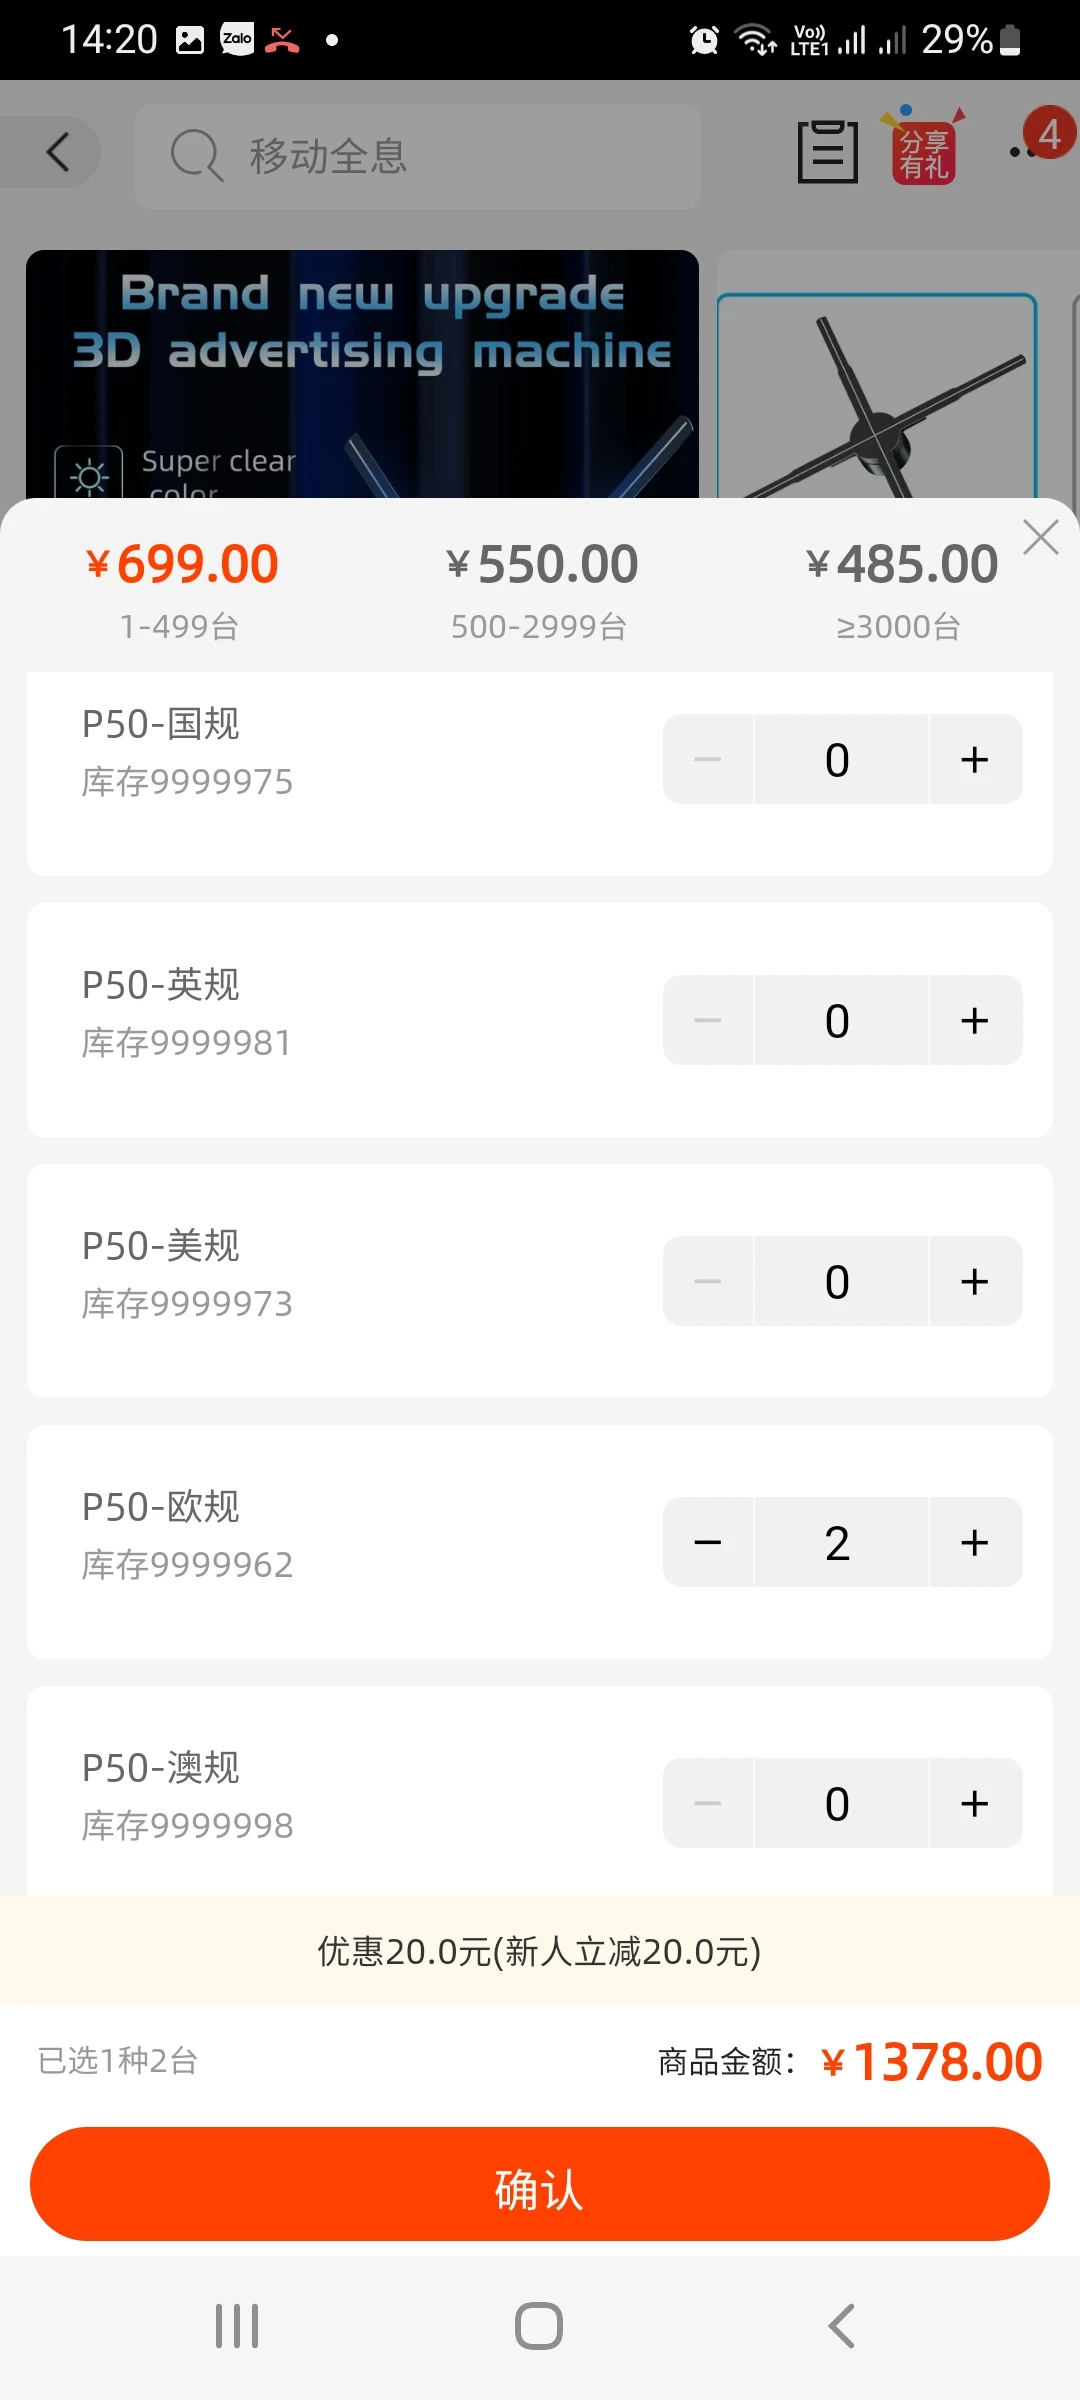 14:20
Zalo
Vo))
LTE1
29%
移动全息
分享
有礼
4
Brand new upgrade
3D advertising machine
Super clear
color
¥699.00
¥550.00
¥485.00
1-499台
500-2999台
≥3000台
P50-国规
库存9999975
0
P50-英规
库存9999981
0
P50-美规
库存9999973
0
P50-欧规
库存9999962
2
P50-澳规
库存9999998
0
优惠20.0元(新人立减20.0元)
已选1种2台
商品金额：¥1378.00
确认